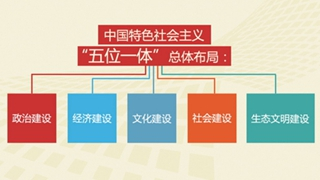 中国特色社会主义
“五位一体”总体布局：
政治建设
经济建设
文化建设
社会建设
生态文明建设